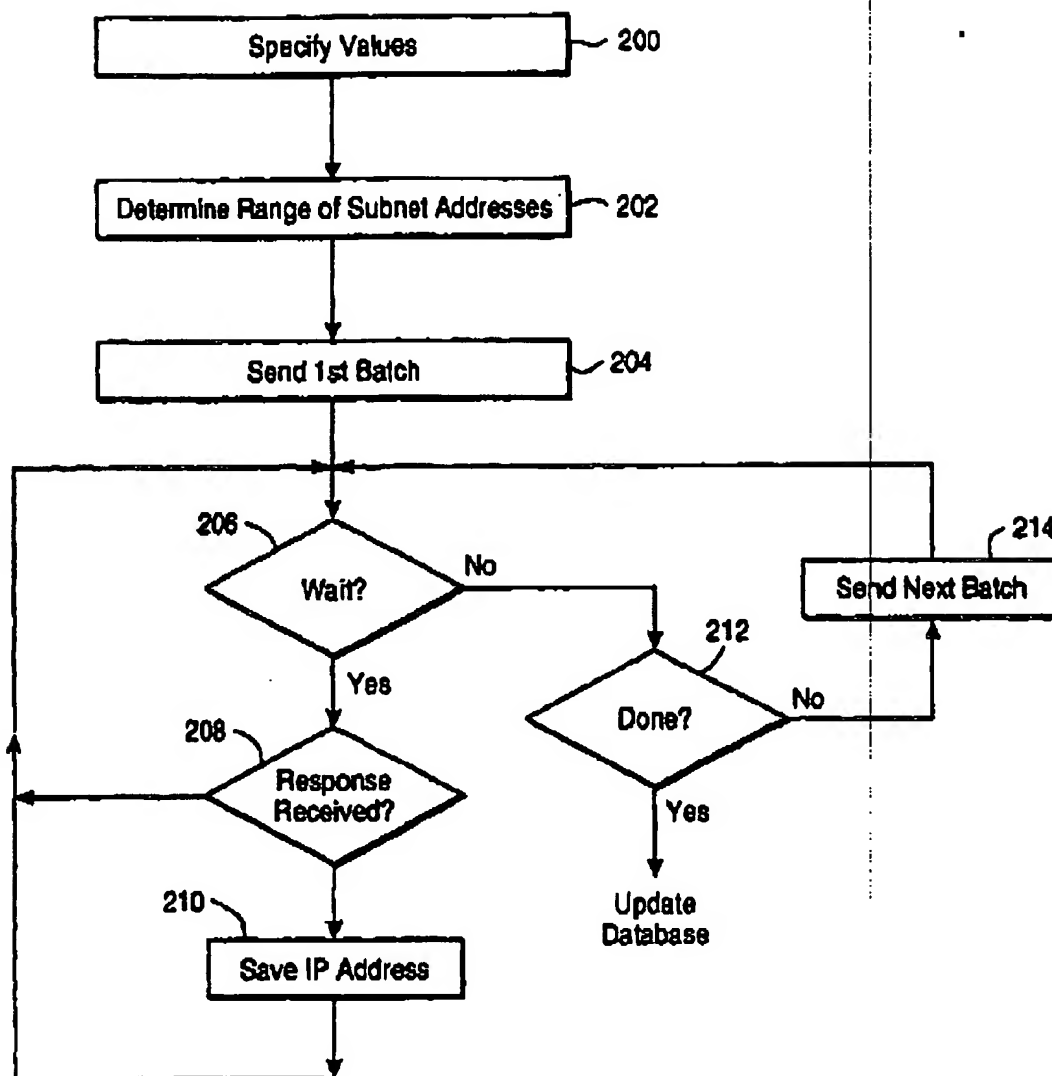 Specify Values
200
Determine Range of Subnet Addresses
202
Send 1st Batch
204
206
Wait?
No
214
Send Next Batch
212
Done?
No
Yes
208
Response
Received?
Yes
Update
Database
210
Save IP Address